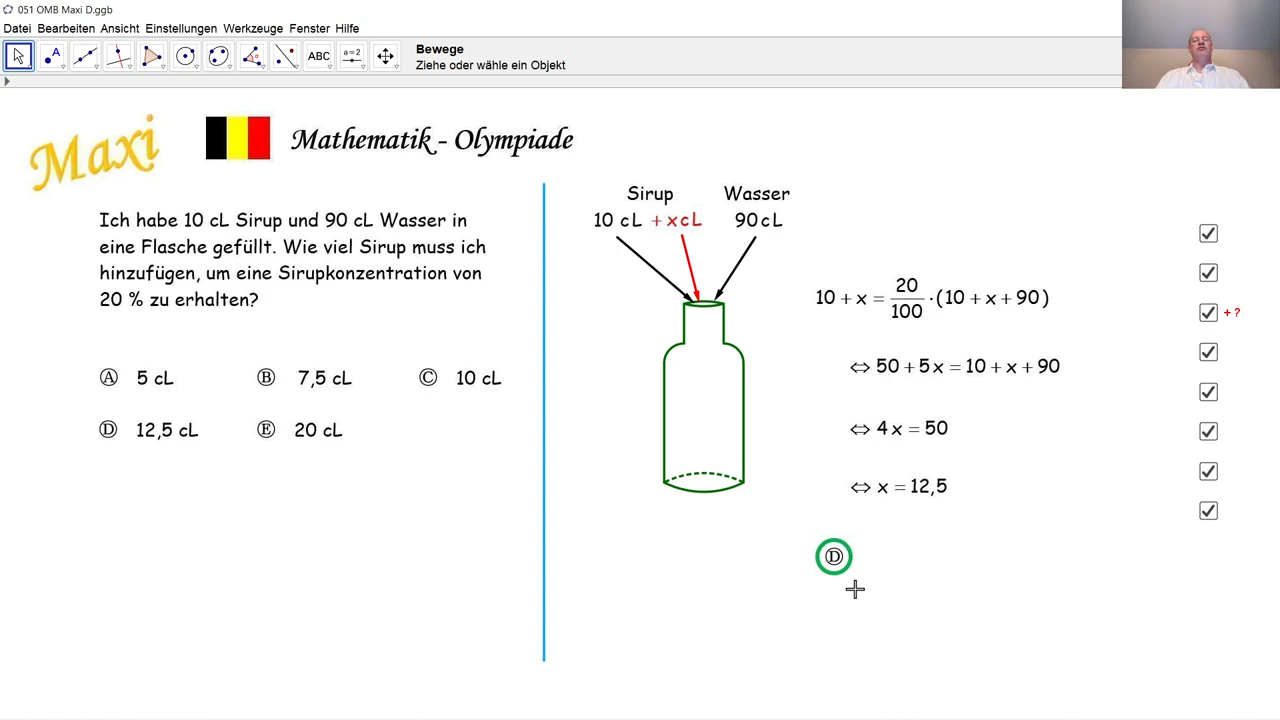 051 OMB Maxi D.ggb
Datei Bearbeiten Ansicht Einstellungen Werkzeuge Fenster Hilfe
A
ABC
a=2
Bewege
Ziehe oder wähle ein Objekt
Maxi
Mathematik - Olympiade
Ich habe 10 cL Sirup und 90 cL Wasser in
eine Flasche gefüllt. Wie viel Sirup muss ich
hinzufügen, um eine Sirupkonzentration von
20 % zu erhalten?
Ⓐ 5 cL Ⓑ 7,5 cL Ⓒ 10 cL
Ⓓ 12,5 cL Ⓔ 20 cL
Sirup Wasser
10 cL + x cL 90 cL
10 + x = 20/100 · (10 + x + 90)
⇔ 50 + 5x = 10 + x + 90
⇔ 4x = 50
⇔ x = 12,5
Ⓓ
+ ?